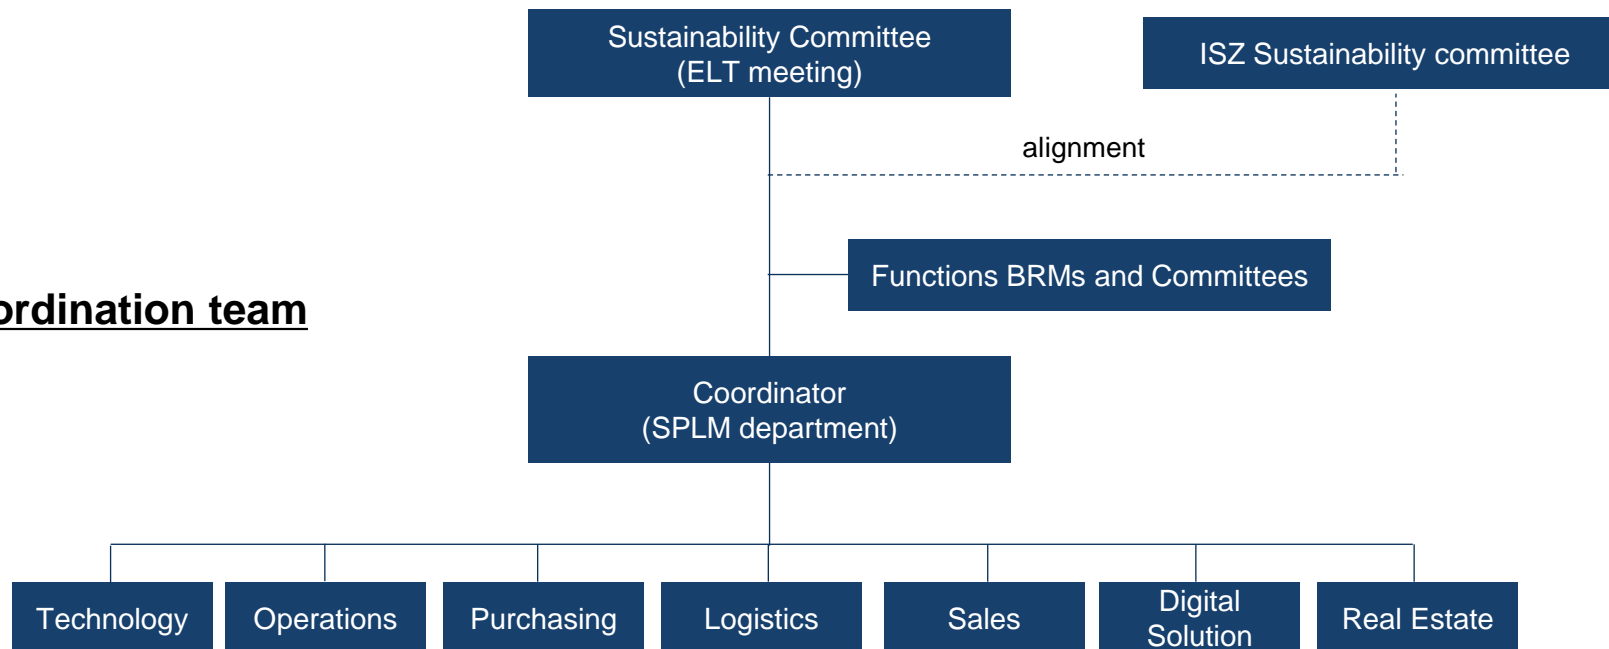 Sustainability Committee
(ELT meeting)
ISZ Sustainability committee
alignment
Functions BRMs and Committees
ordination team
Coordinator
(SPLM department)
Technology
Operations
Purchasing
Logistics
Sales
Digital
Solution
Real Estate